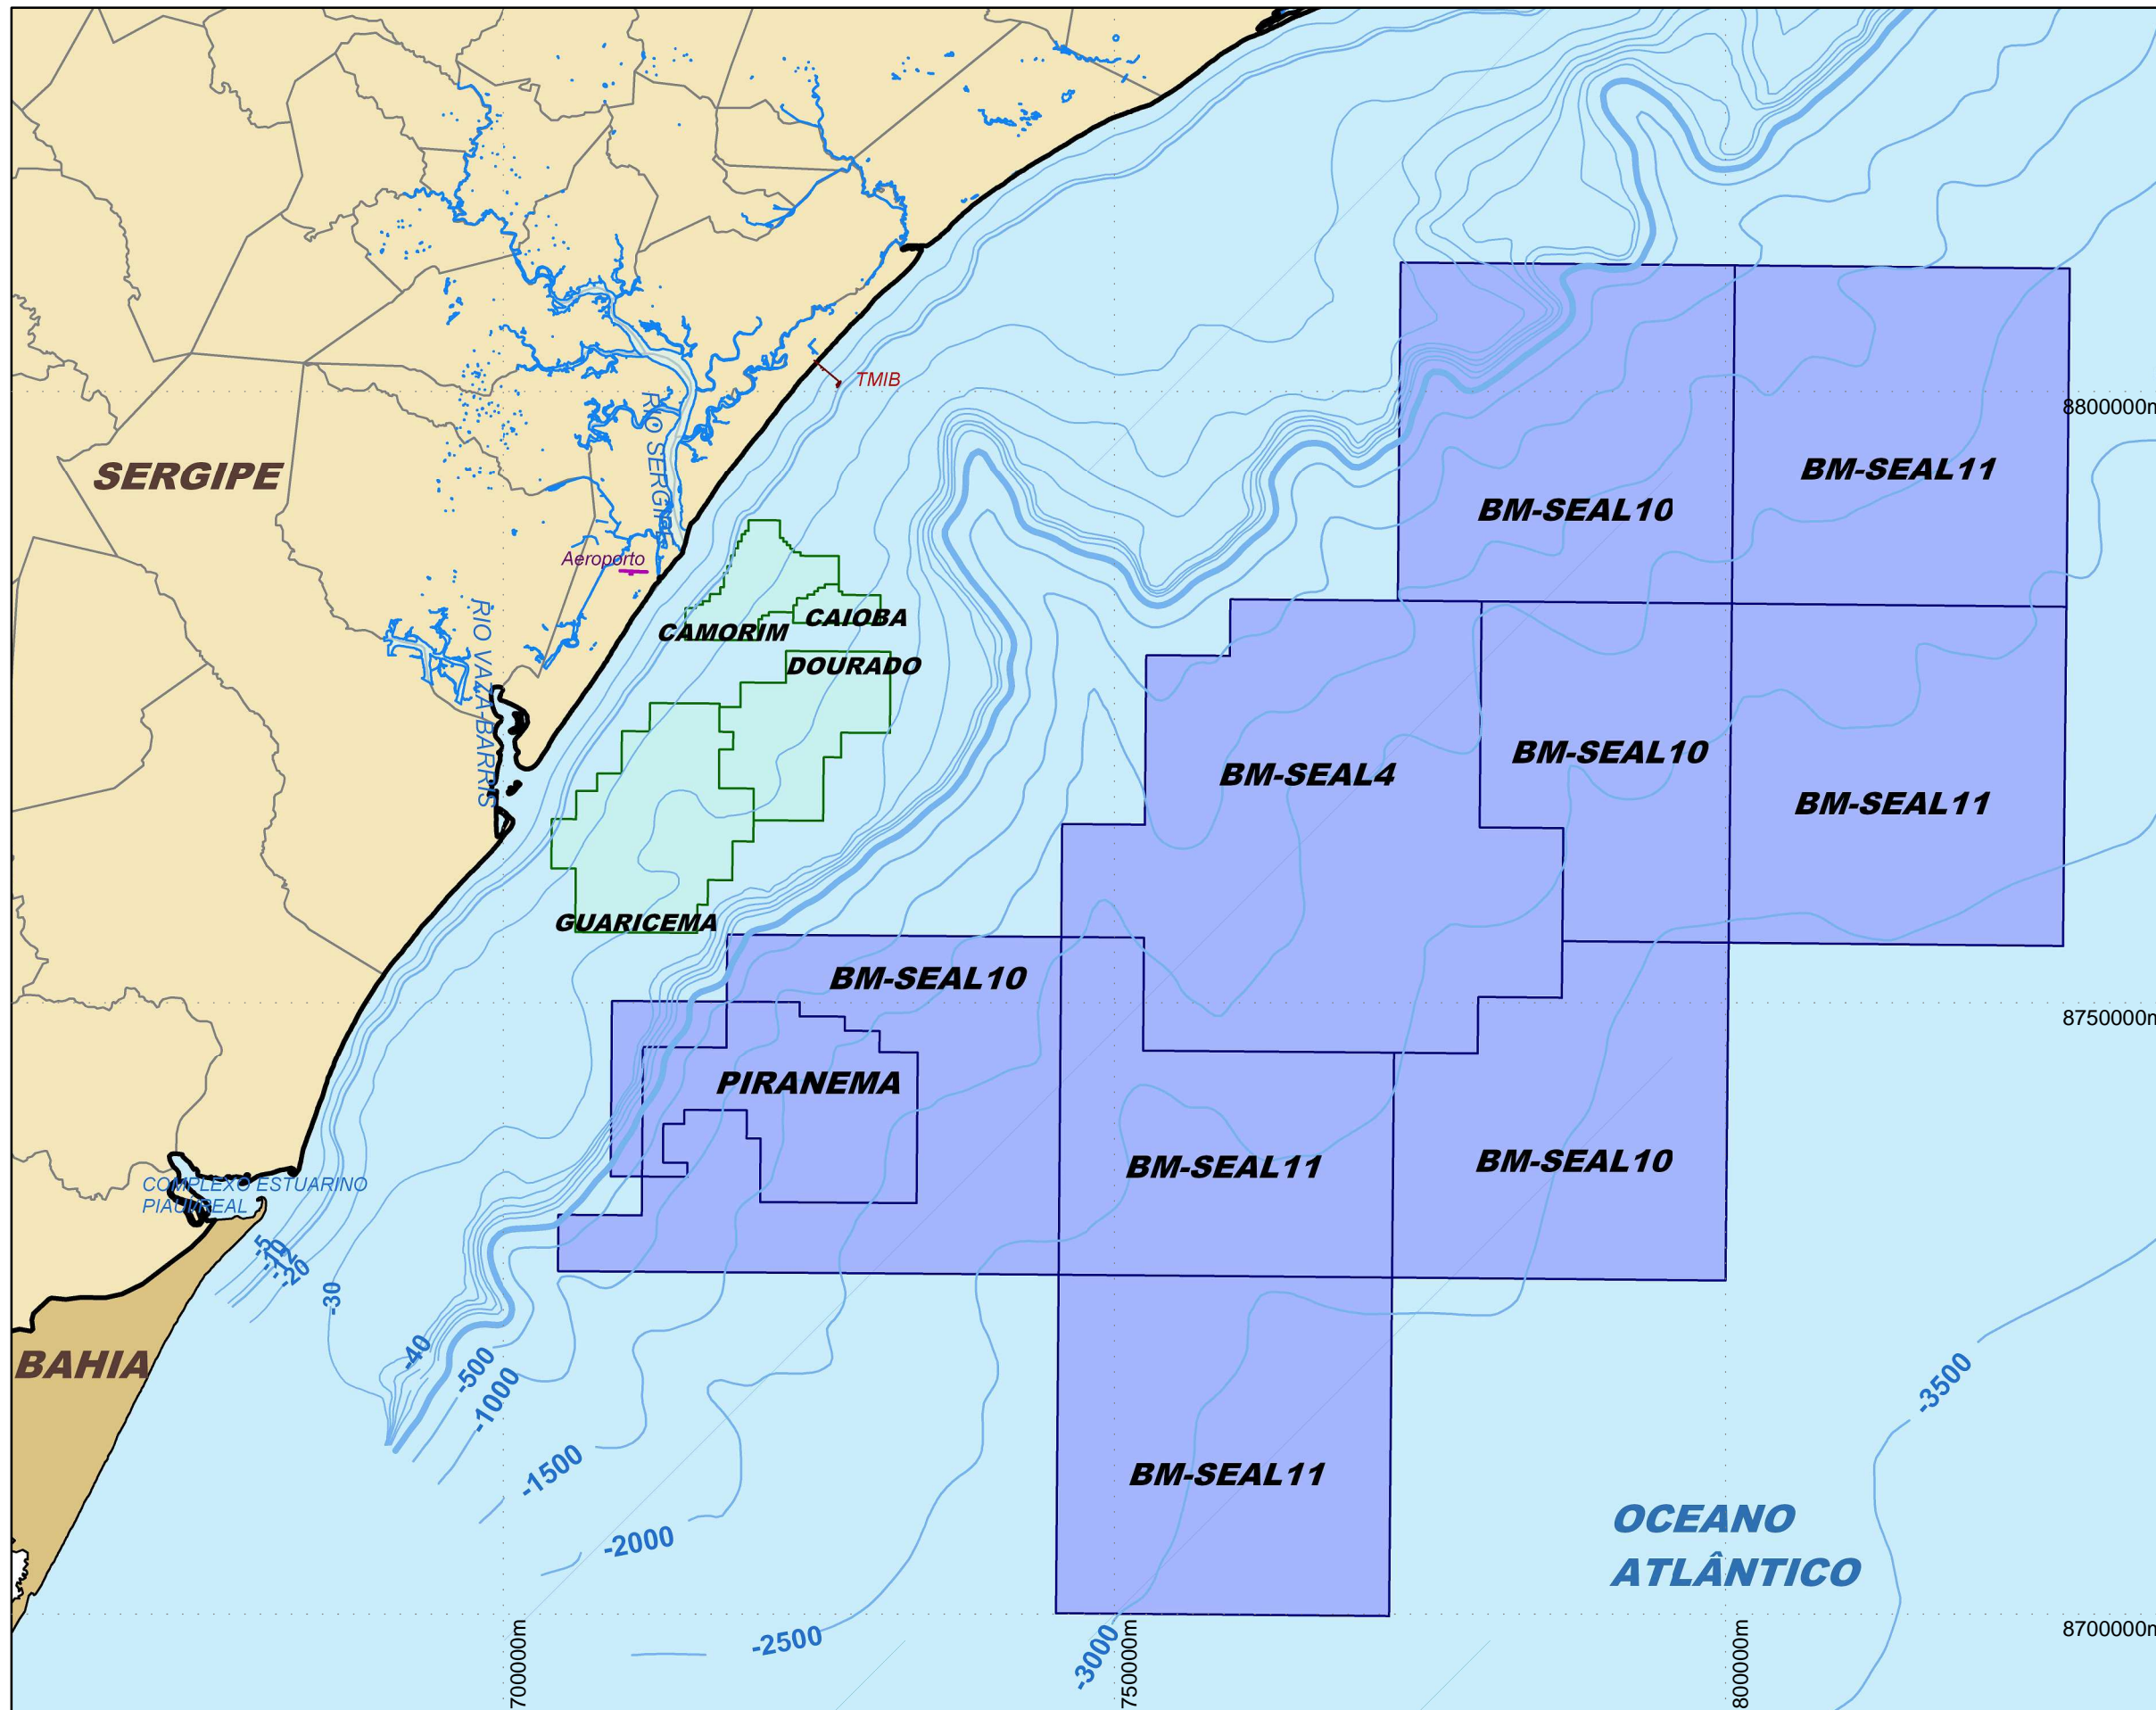 TMIB
8800000m
RIO SERGIPE
SERGIPE
BM-SEAL11
BM-SEAL10
Aeroporto
CAIOBA
CAMORIM
RIO VAZA-BARRIS
DOURADO
BM-SEAL10
BM-SEAL4
BM-SEAL11
GUARICEMA
BM-SEAL10
8750000m
PIRANEMA
BM-SEAL11
BM-SEAL10
COMPLEXO ESTUARINO
PIAUI/REAL
-5
-10
-12
-20
-30
-40
BAHIA
-500
-1000
-3500
-1500
BM-SEAL11
OCEANO
ATLÂNTICO
-2000
-2500
-3000
700000m
750000m
800000m
8700000m